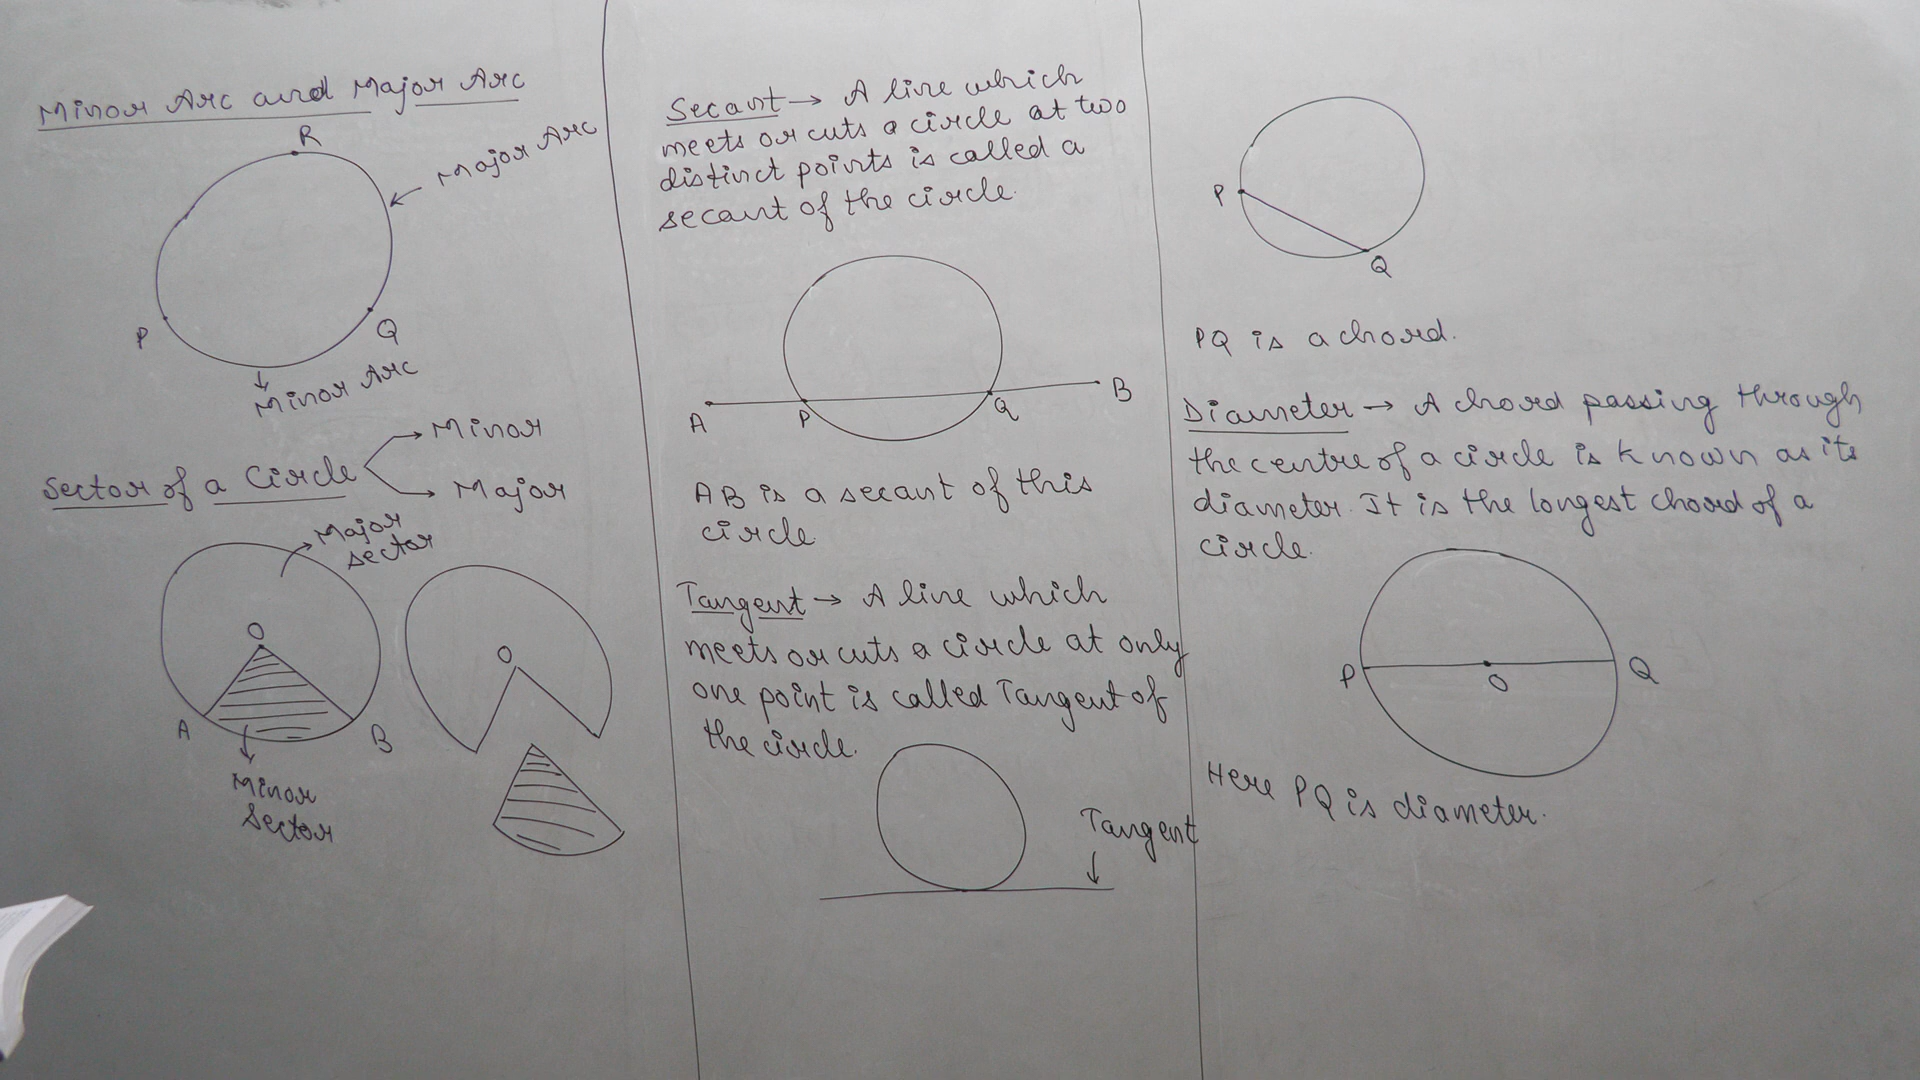 Minor Arc and Major Arc
R
Major Arc
P
Q
Minor Arc
Minor
Sector of a Circle
Major
Major
sector
O
A
B
Minor
Sector
O
Secant → A line which
meets or cuts a circle at two
distinct points is called a
secant of the circle.
A
P
Q
B
AB is a secant of this
circle
Tangent → A line which
meets or cuts a circle at only
one point is called Tangent of
the circle.
Tangent
P
Q
PQ is a chord.
Diameter → A chord passing through
the centre of a circle is known as its
diameter. It is the longest chord of a
circle.
P
O
Q
Here PQ is diameter.